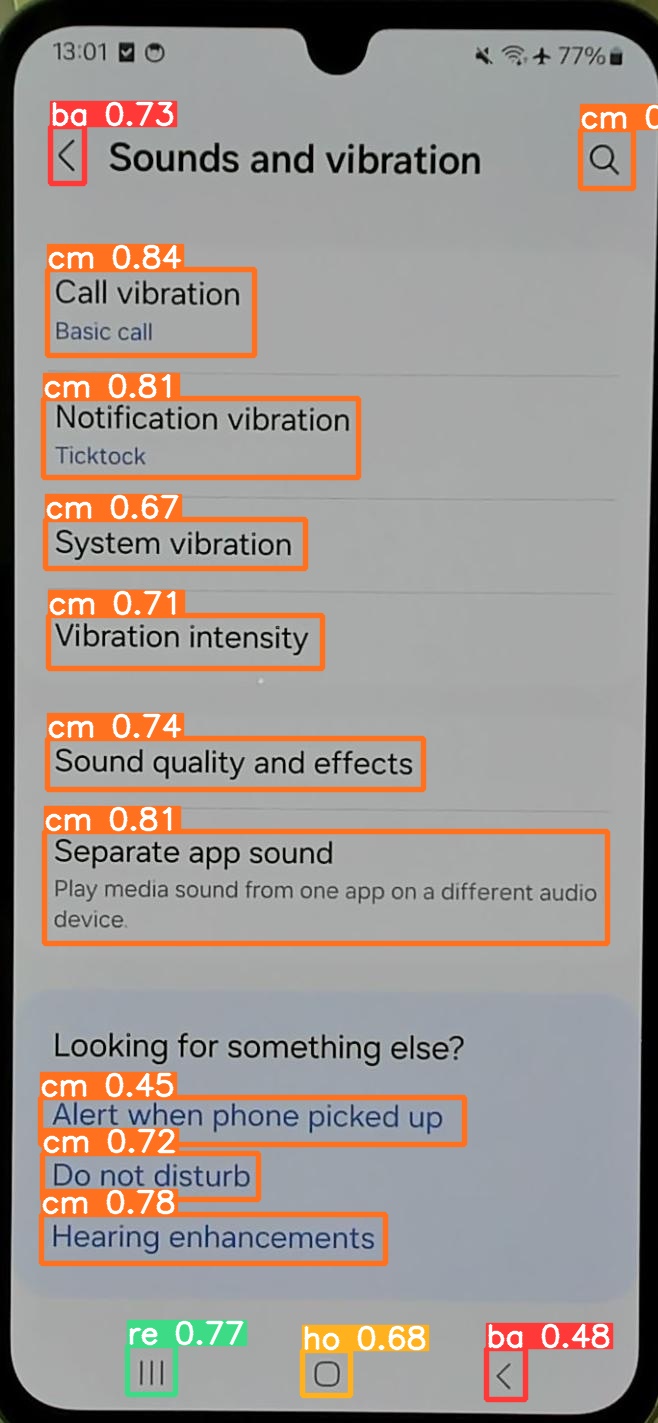 13:01 77%
ba 0.73
cm 0
Sounds and vibration
cm 0.84
Call vibration
Basic call
cm 0.81
Notification vibration
Ticktock
cm 0.67
System vibration
cm 0.71
Vibration intensity
cm 0.74
Sound quality and effects
cm 0.81
Separate app sound
Play media sound from one app on a different audio
device.
Looking for something else?
cm 0.45
Alert when phone picked up
cm 0.72
Do not disturb
cm 0.78
Hearing enhancements
re 0.77
ho 0.68
ba 0.48